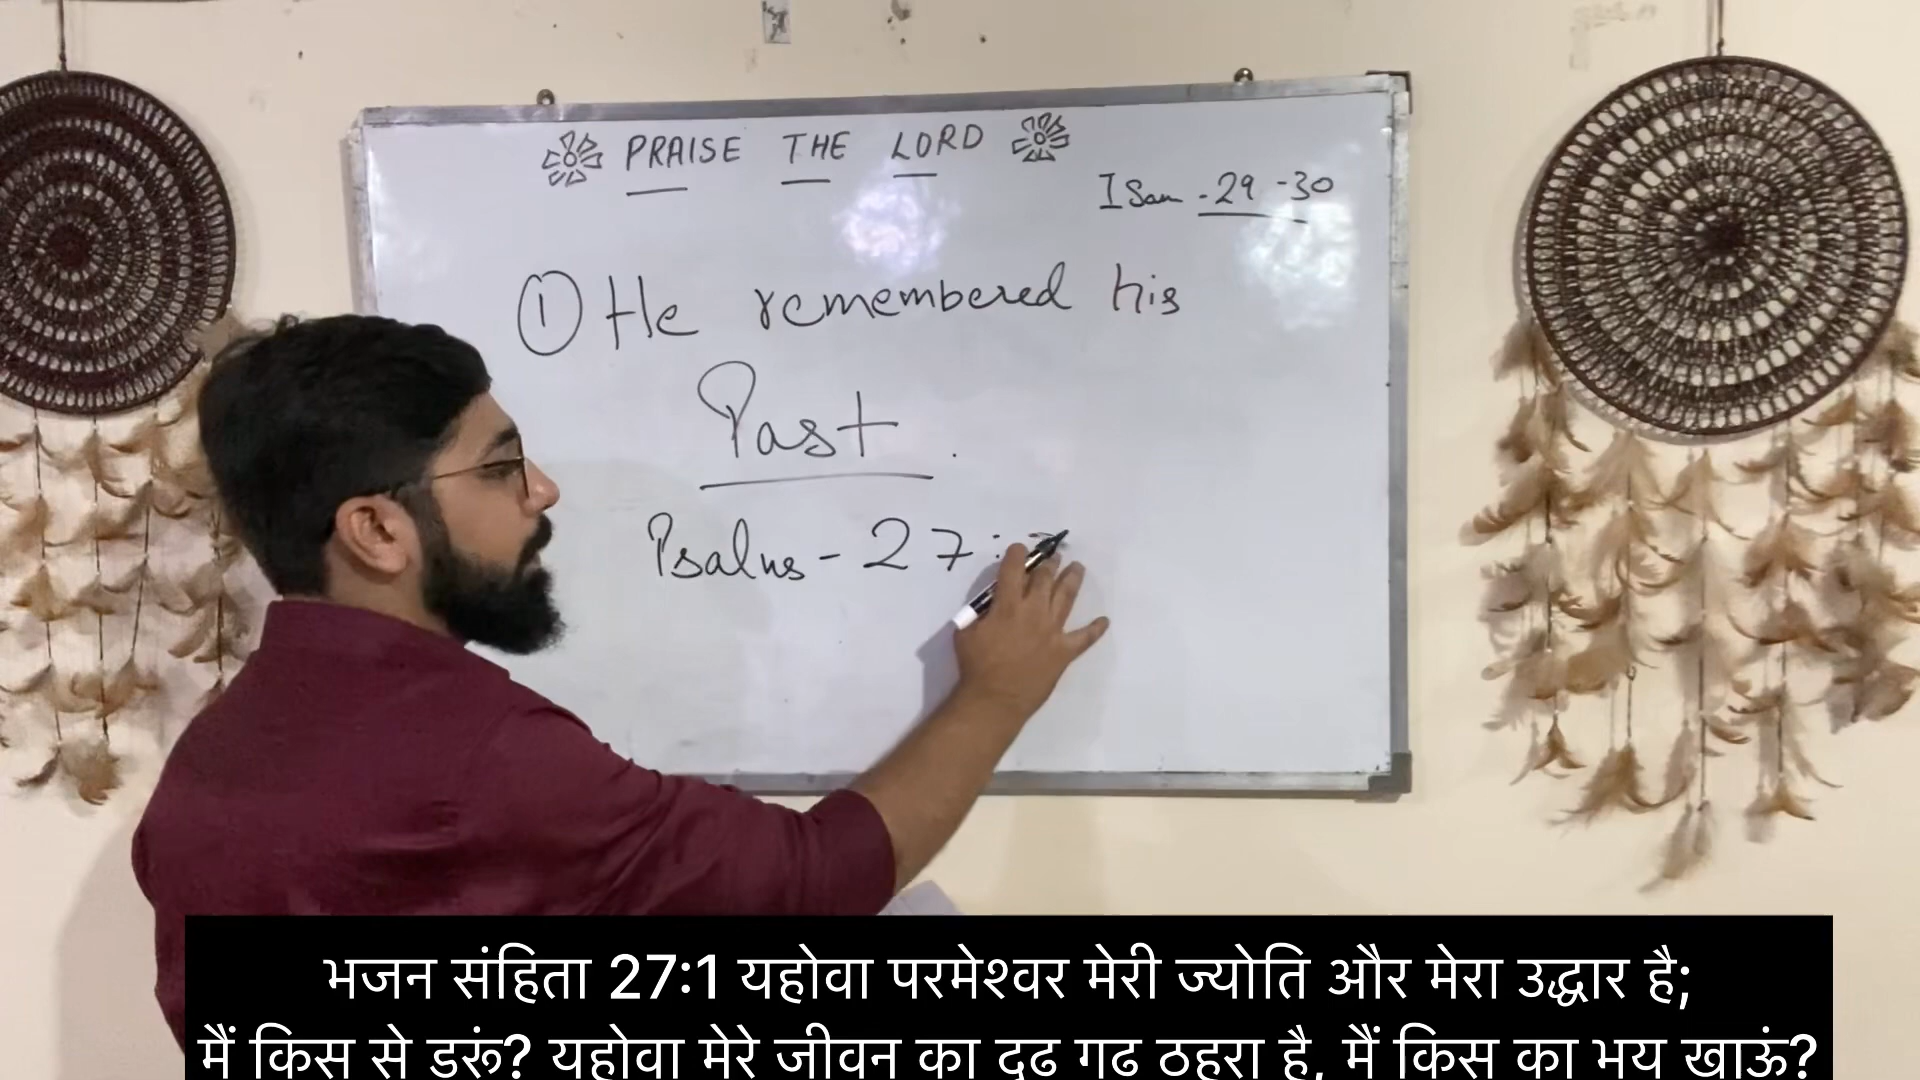 PRAISE THE LORD
I Sam - 29 - 30
① He remembered his
Past.
Psalms - 27:
भजन संहिता 27:1 यहोवा परमेश्वर मेरी ज्योति और मेरा उद्धार है;
मैं किस से डरूं? यहोवा मेरे जीवन का दृढ गढ ठहरा है, मैं किस का भय खाऊं?